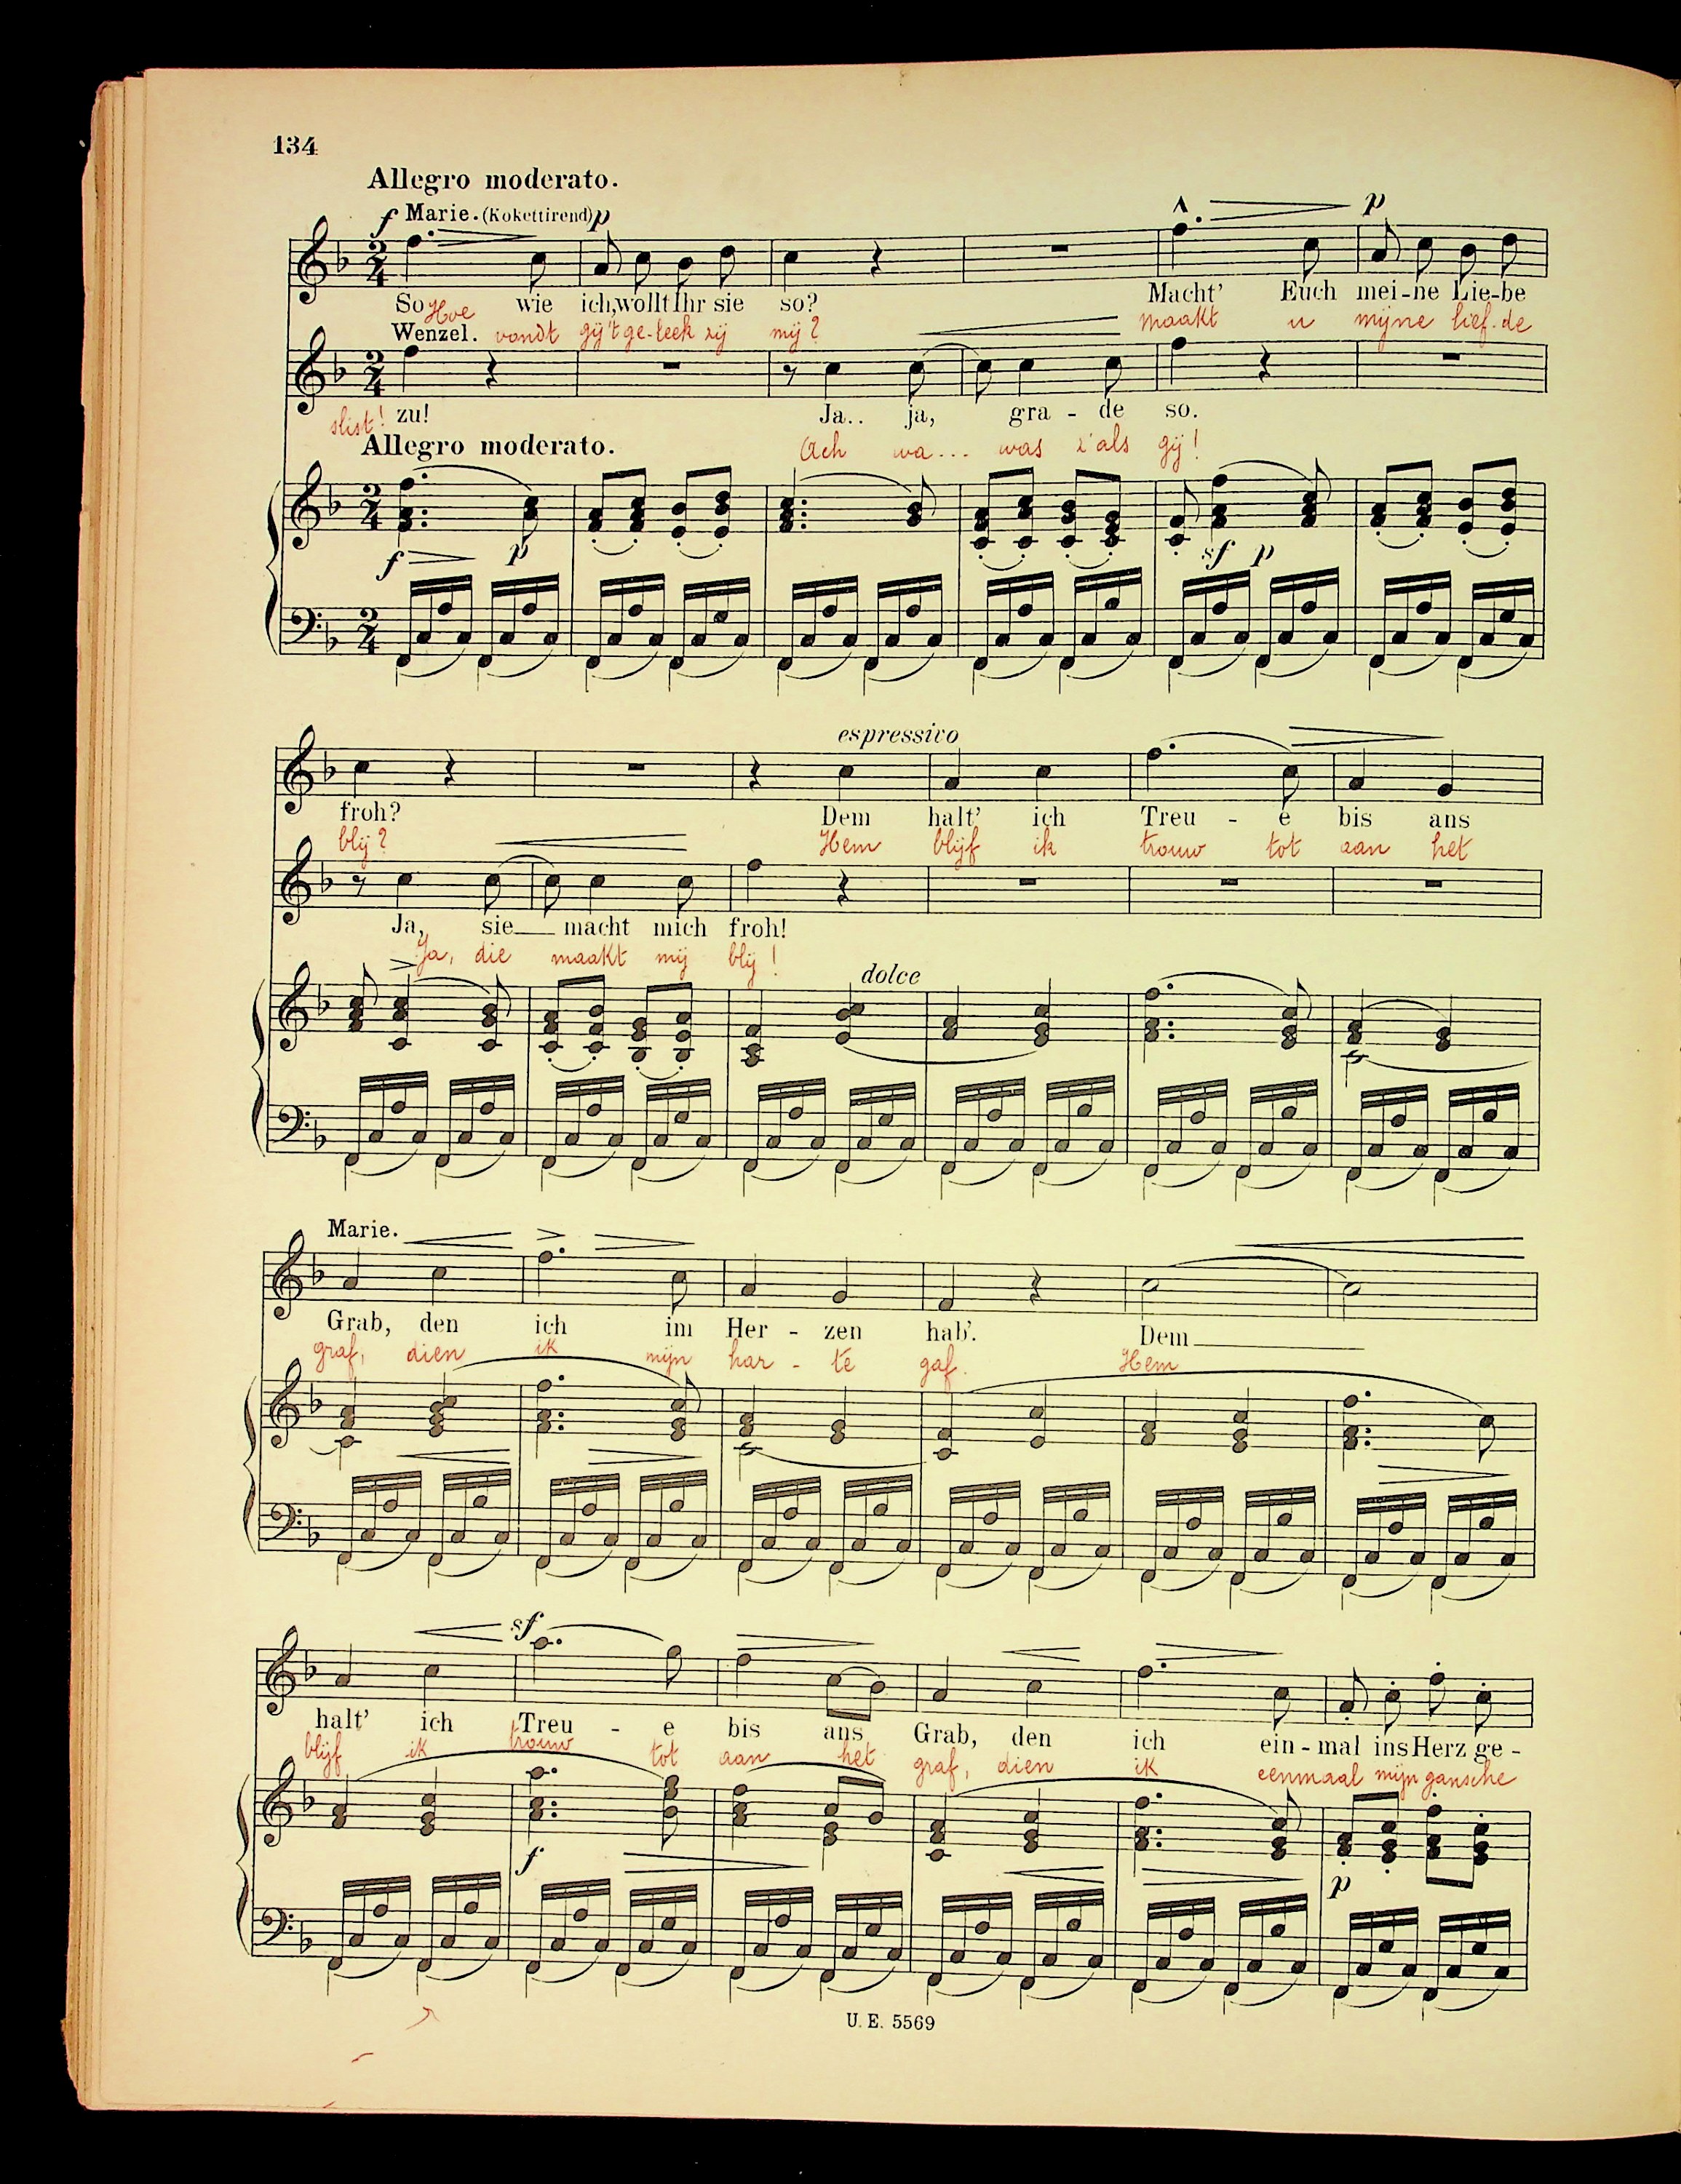 134
Allegro moderato.
f Marie. (Kokettirend) p p
So wie ich, wollt Ihr sie so? Macht' Euch mei-ne Lie-be
Hoe vondt gij 't ge-leek zij mij? maakt u mijne lief-de
Wenzel.
zu! Ja.. ja, gra - de so.
slist! Ach wa... was z'als gij!
Allegro moderato.
f p sf p
espressivo
froh? Dem halt' ich Treu - e bis ans
blij? Hem blijf ik trouw tot aan het
Ja, sie macht mich froh!
Ja, die maakt mij blij!
dolce
Marie.
Grab, den ich im Her - zen hab'. Dem
graf, dien ik mijn har - te gaf. Hem
sf
halt' ich Treu - e bis ans Grab, den ich ein - mal ins Herz ge -
blijf ik trouw tot aan het graf, dien ik eenmaal mijn gansche
f p
U. E. 5569